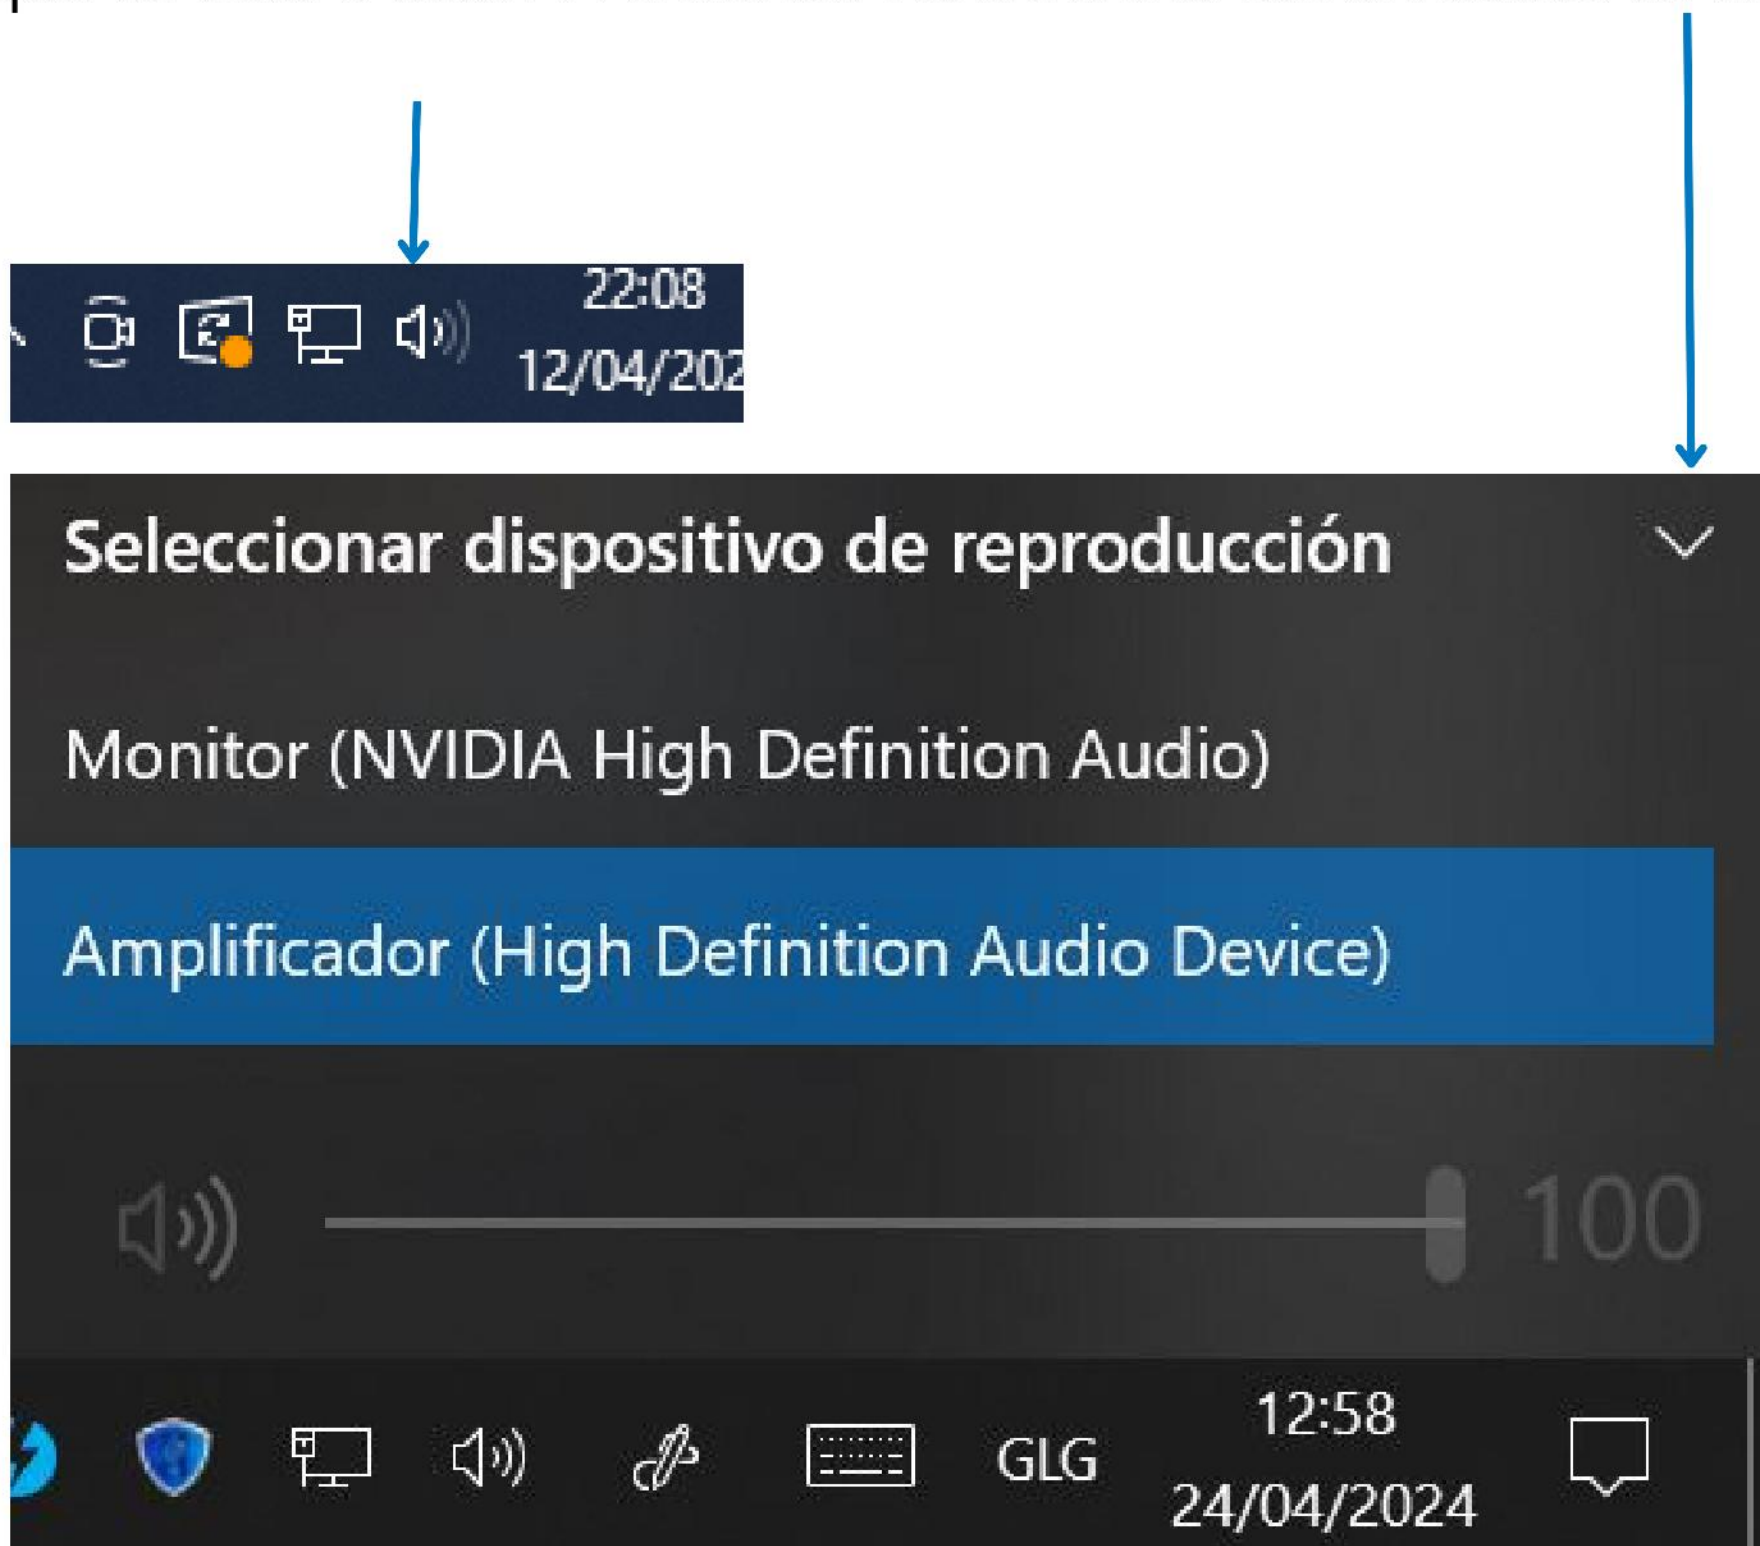 22:08
12/04/202
Seleccionar dispositivo de reproducción
Monitor (NVIDIA High Definition Audio)
Amplificador (High Definition Audio Device)
100
GLG
12:58
24/04/2024